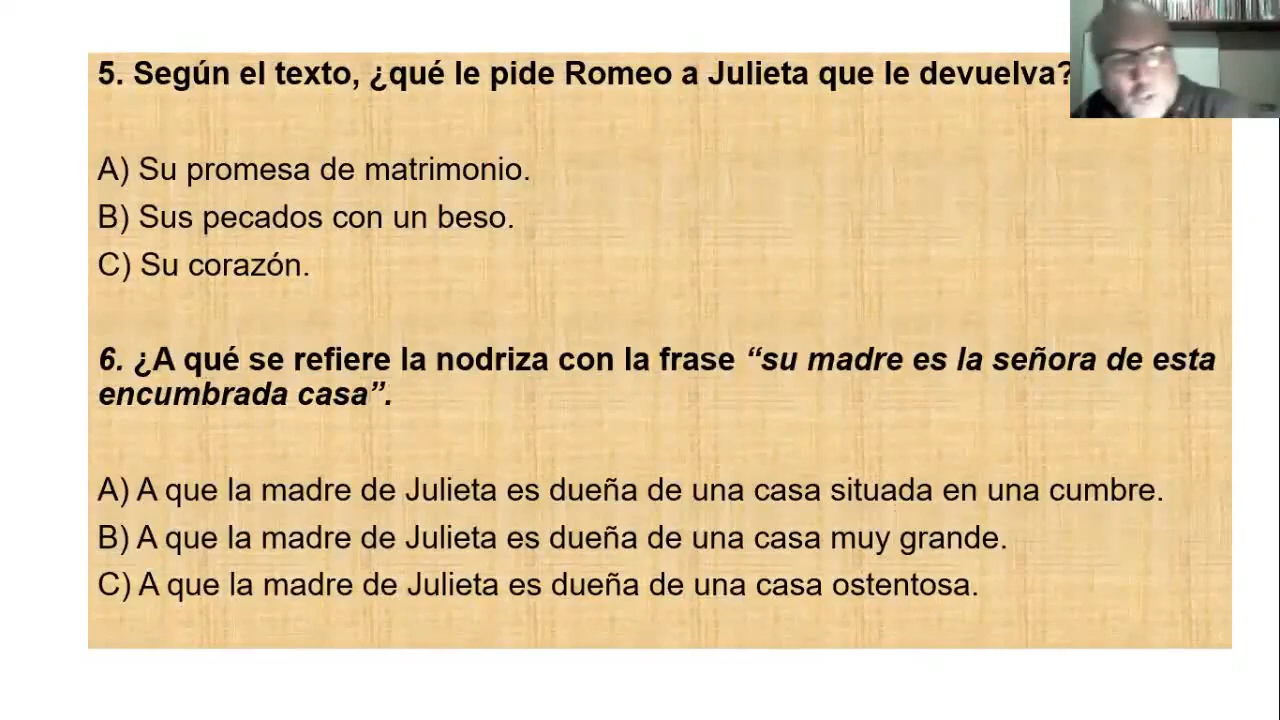 5. Según el texto, ¿qué le pide Romeo a Julieta que le devuelva?
A) Su promesa de matrimonio.
B) Sus pecados con un beso.
C) Su corazón.
6. ¿A qué se refiere la nodriza con la frase “su madre es la señora de esta
encumbrada casa”.
A) A que la madre de Julieta es dueña de una casa situada en una cumbre.
B) A que la madre de Julieta es dueña de una casa muy grande.
C) A que la madre de Julieta es dueña de una casa ostentosa.